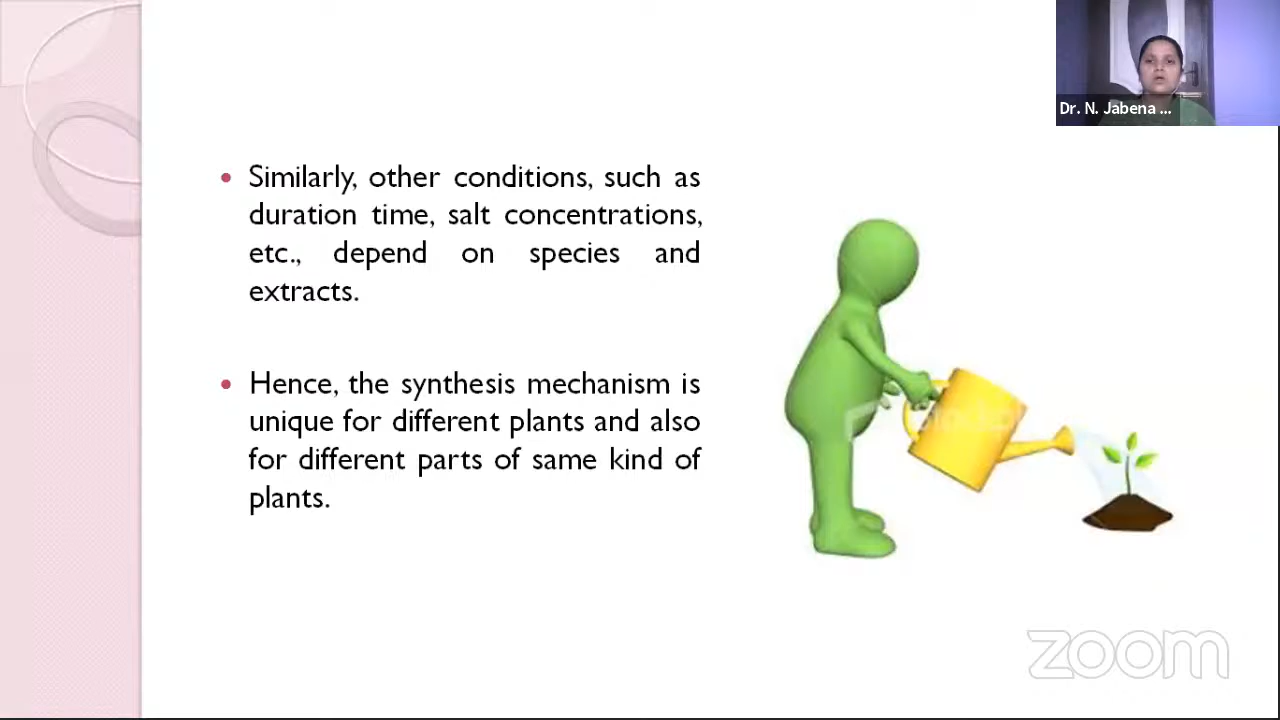 Dr. N. Jabena ...
Similarly, other conditions, such as
duration time, salt concentrations,
etc., depend on species and
extracts.
Hence, the synthesis mechanism is
unique for different plants and also
for different parts of same kind of
plants.
zoom